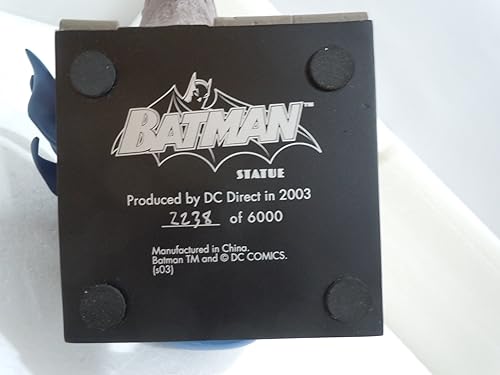 BATMAN™
STATUE
Produced by DC Direct in 2003
2238 of 6000
Manufactured in China.
Batman TM and © DC COMICS.
(s03)